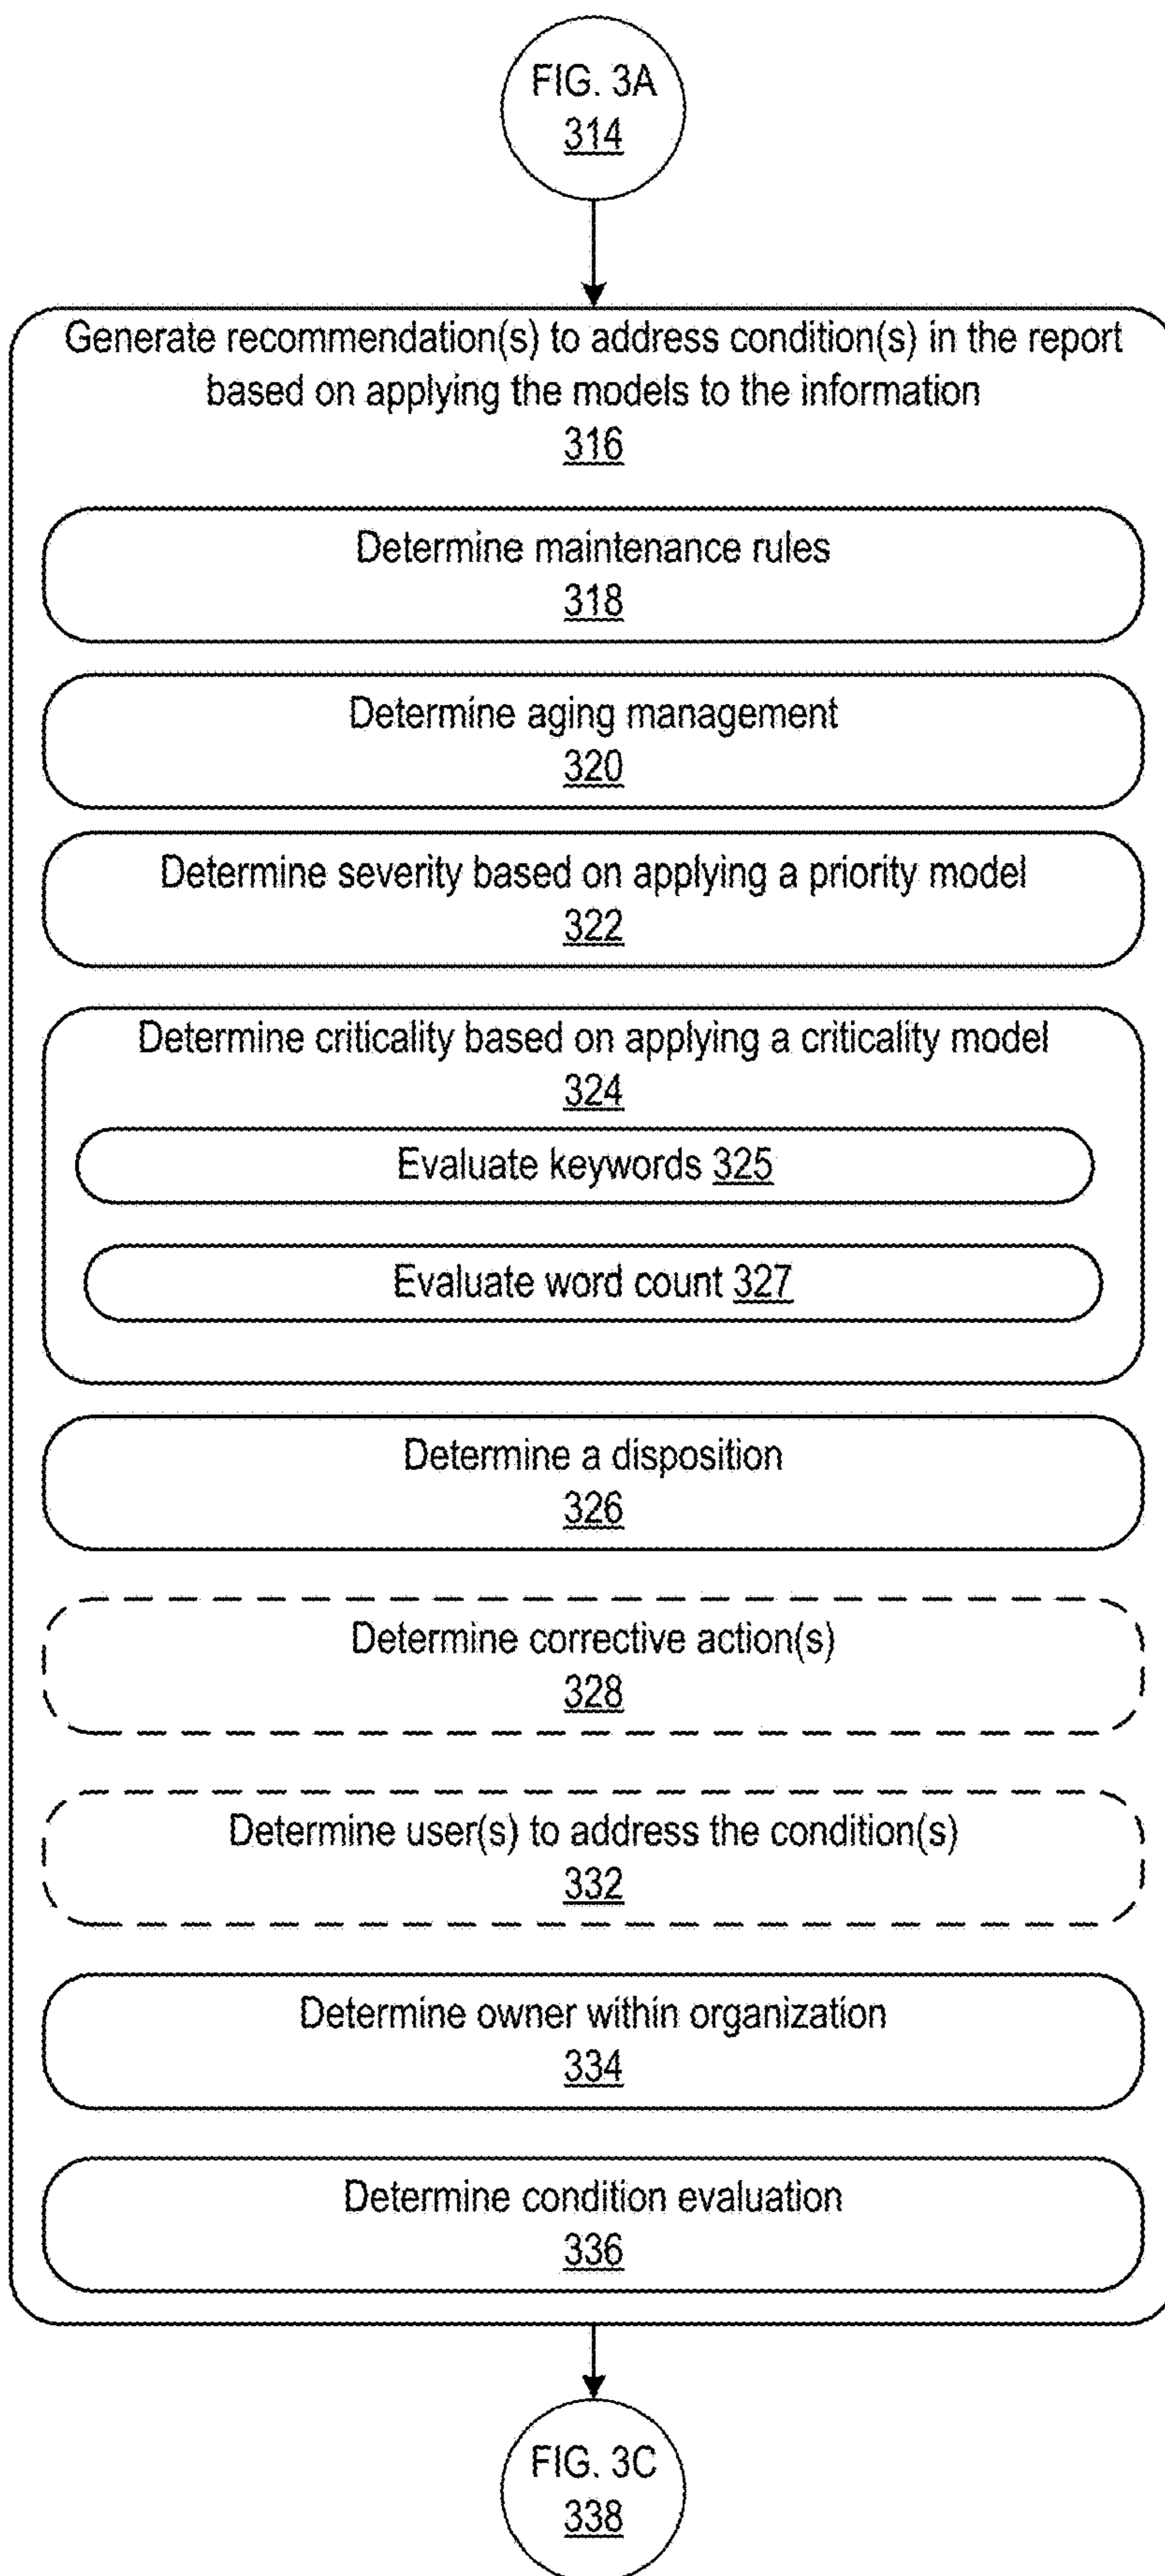 FIG. 3A
314
Generate recommendation(s) to address condition(s) in the report
based on applying the models to the information
316
Determine maintenance rules
318
Determine aging management
320
Determine severity based on applying a priority model
322
Determine criticality based on applying a criticality model
324
Evaluate keywords 325
Evaluate word count 327
Determine a disposition
326
Determine corrective action(s)
328
Determine user(s) to address the condition(s)
332
Determine owner within organization
334
Determine condition evaluation
336
FIG. 3C
338